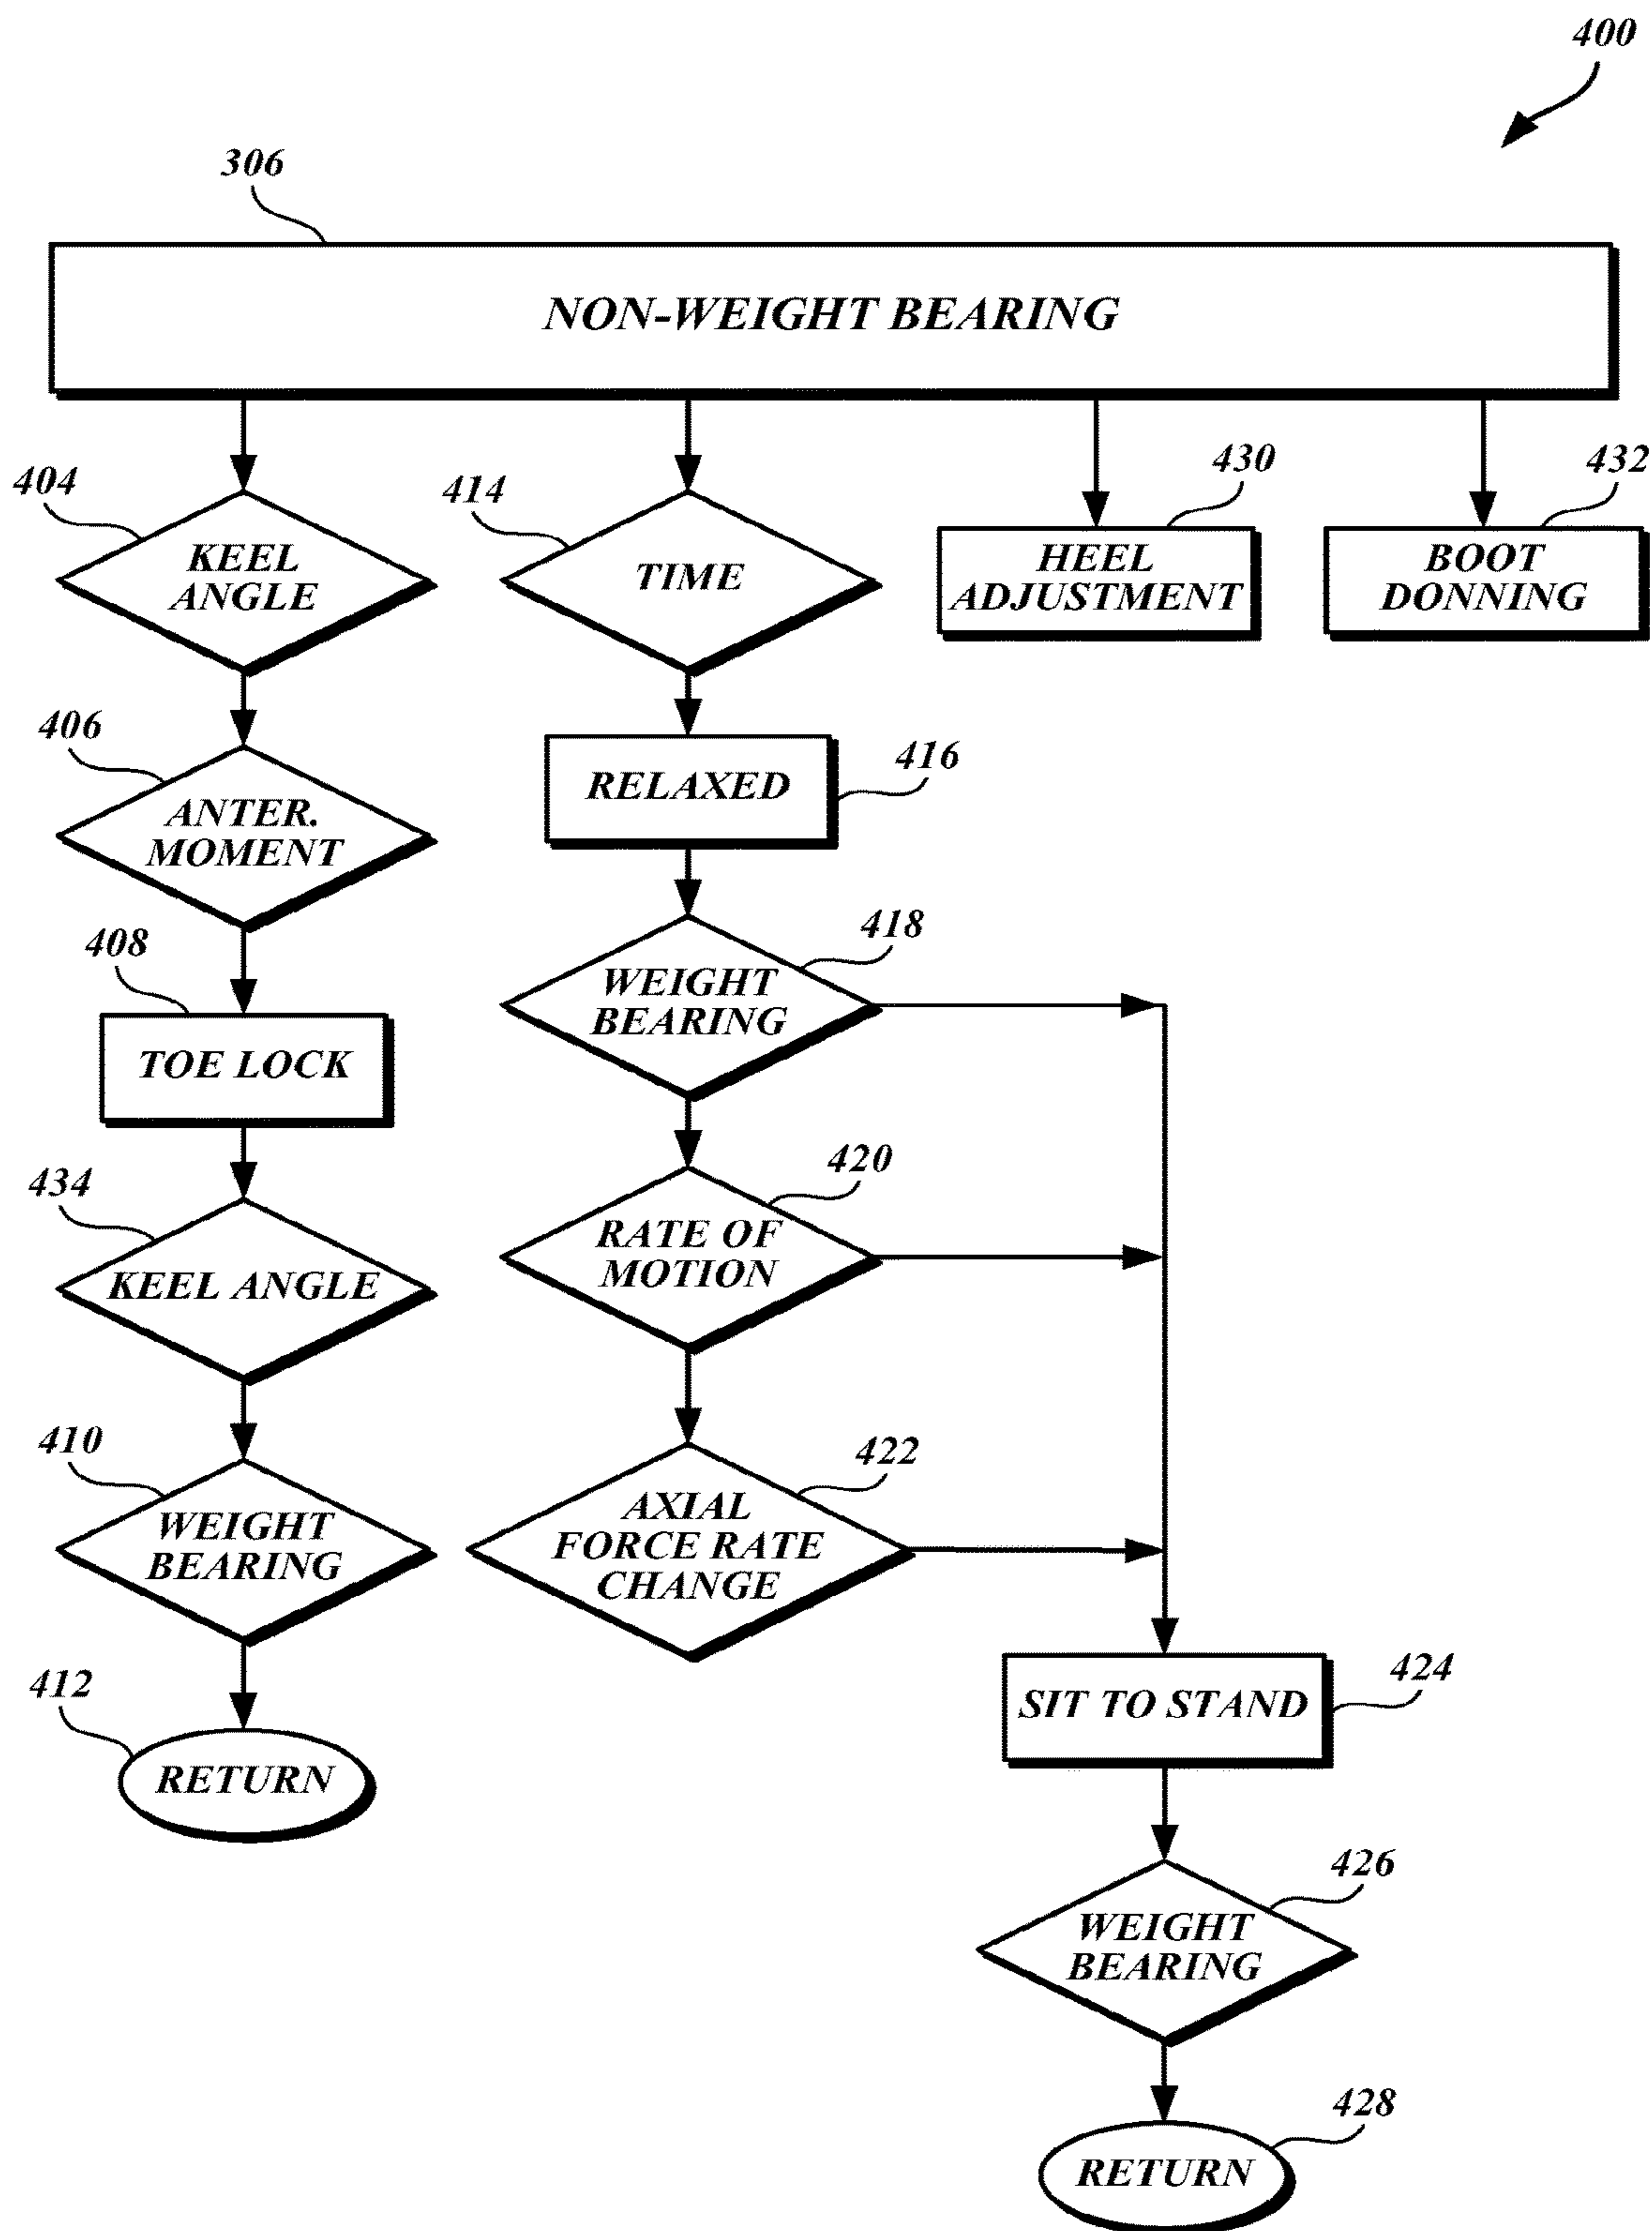 400
306
NON-WEIGHT BEARING
404
KEEL
ANGLE
414
TIME
430
HEEL
ADJUSTMENT
432
BOOT
DONNING
406
ANTER.
MOMENT
RELAXED
416
408
TOE LOCK
WEIGHT
BEARING
418
434
KEEL ANGLE
RATE OF
MOTION
420
410
WEIGHT
BEARING
AXIAL
FORCE RATE
CHANGE
422
412
RETURN
SIT TO STAND
424
WEIGHT
BEARING
426
RETURN
428